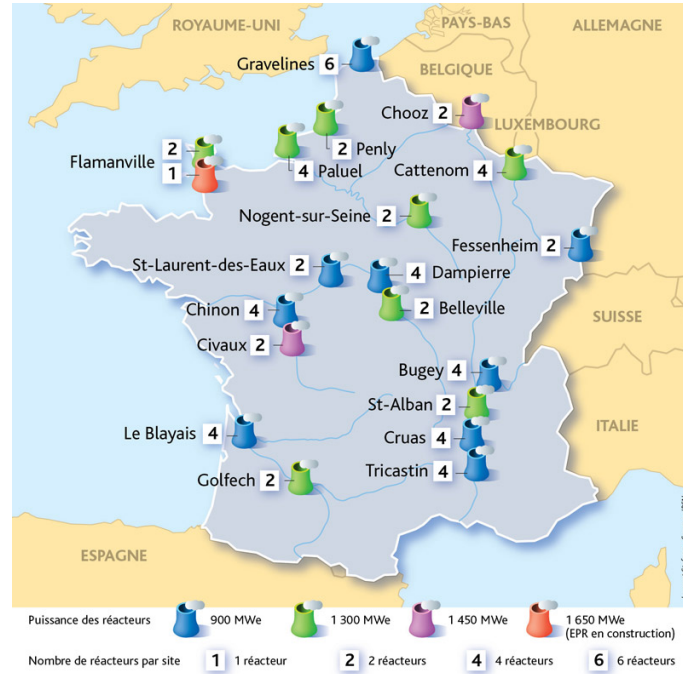 ROYAUME-UNI
PAYS-BAS
ALLEMAGNE
Gravelines 6
BELGIQUE
Chooz 2
LUXEMBOURG
2 Penly
Flamanville 2
1
4 Paluel
Cattenom 4
Nogent-sur-Seine 2
Fessenheim 2
St-Laurent-des-Eaux 2
4 Dampierre
Chinon 4
2 Belleville
SUISSE
Civaux 2
Bugey 4
St-Alban 2
ITALIE
Le Blayais 4
Cruas 4
Tricastin 4
Golfech 2
ESPAGNE
Puissance des réacteurs 900 MWe 1 300 MWe 1 450 MWe 1 650 MWe
(EPR en construction)
Nombre de réacteurs par site 1 1 réacteur 2 2 réacteurs 4 4 réacteurs 6 6 réacteurs